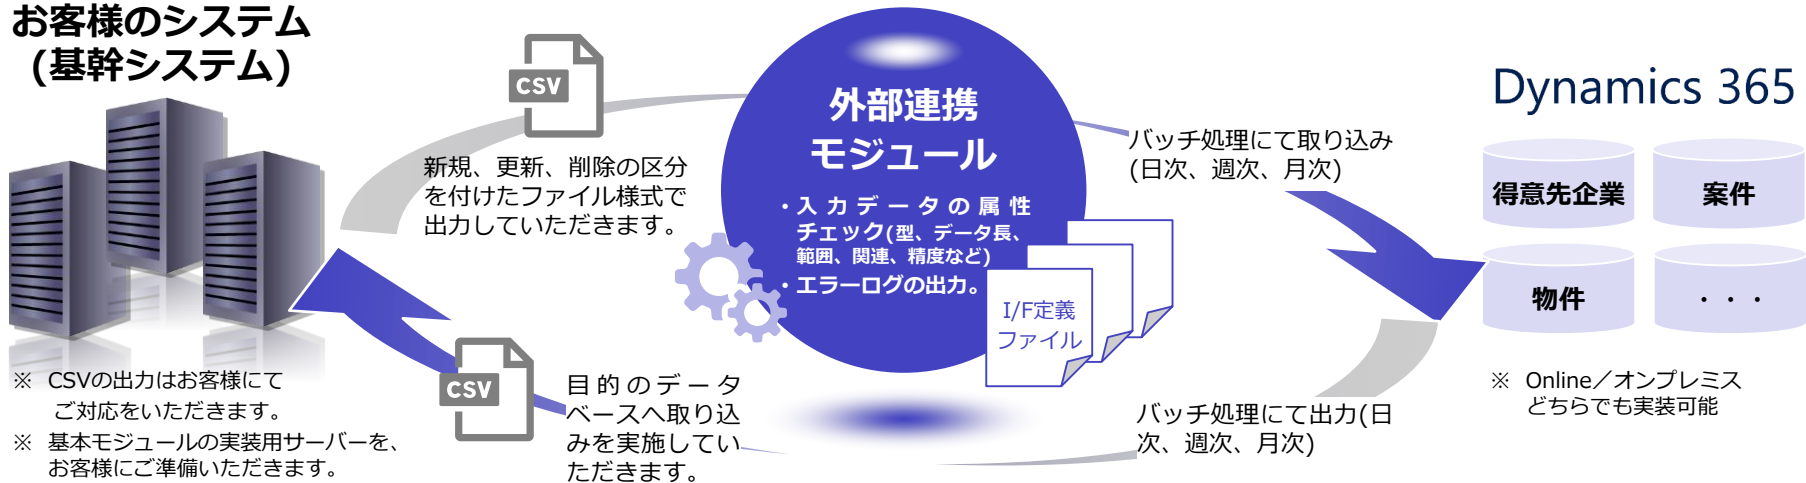 お客様のシステム
(基幹システム)
CSV
新規、更新、削除の区分
を付けたファイル様式で
出力していただきます。
外部連携
モジュール
・入力データの属性
チェック(型、データ長、
範囲、関連、精度など)
・エラーログの出力。
I/F定義
ファイル
バッチ処理にて取り込み
(日次、週次、月次)
Dynamics 365
得意先企業
案件
物件
・・・
※ Online／オンプレミス
どちらでも実装可能
バッチ処理にて出力(日
次、週次、月次)
CSV
目的のデータ
ベースへ取り込
みを実施してい
ただきます。
※ CSVの出力はお客様にて
ご対応をいただきます。
※ 基本モジュールの実装用サーバーを、
お客様にご準備いただきます。